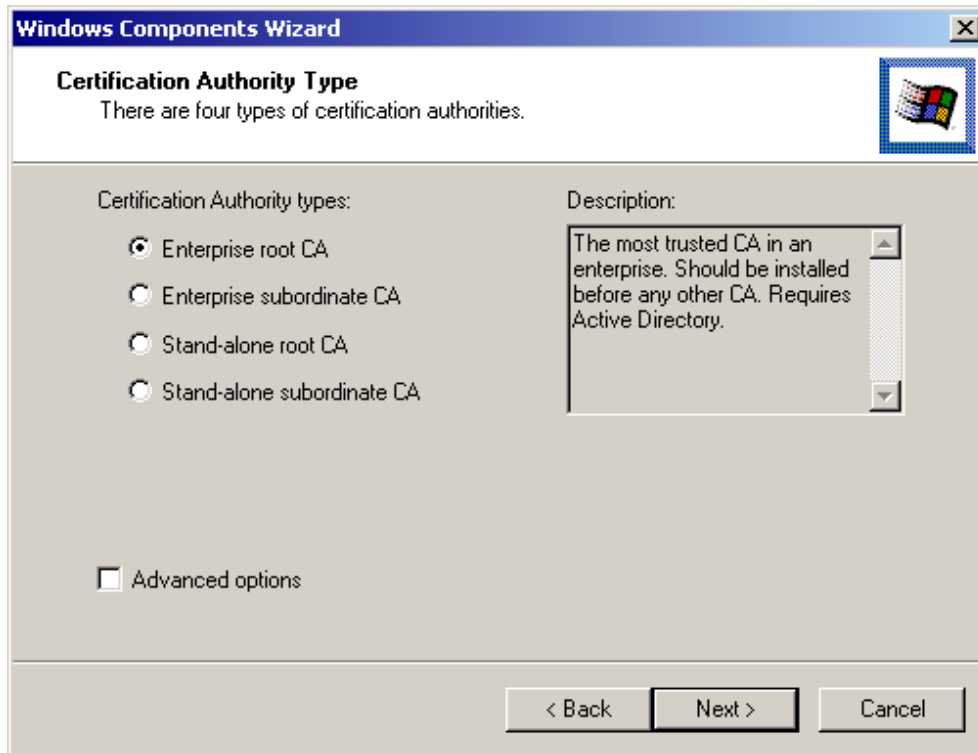 Windows Components Wizard
Certification Authority Type
There are four types of certification authorities.
Certification Authority types:
Enterprise root CA
Enterprise subordinate CA
Stand-alone root CA
Stand-alone subordinate CA
Description:
The most trusted CA in an
enterprise. Should be installed
before any other CA. Requires
Active Directory.
Advanced options
< Back
Next >
Cancel